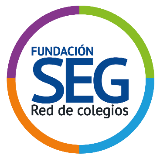 FUNDACIÓN
SEG
Red de colegios